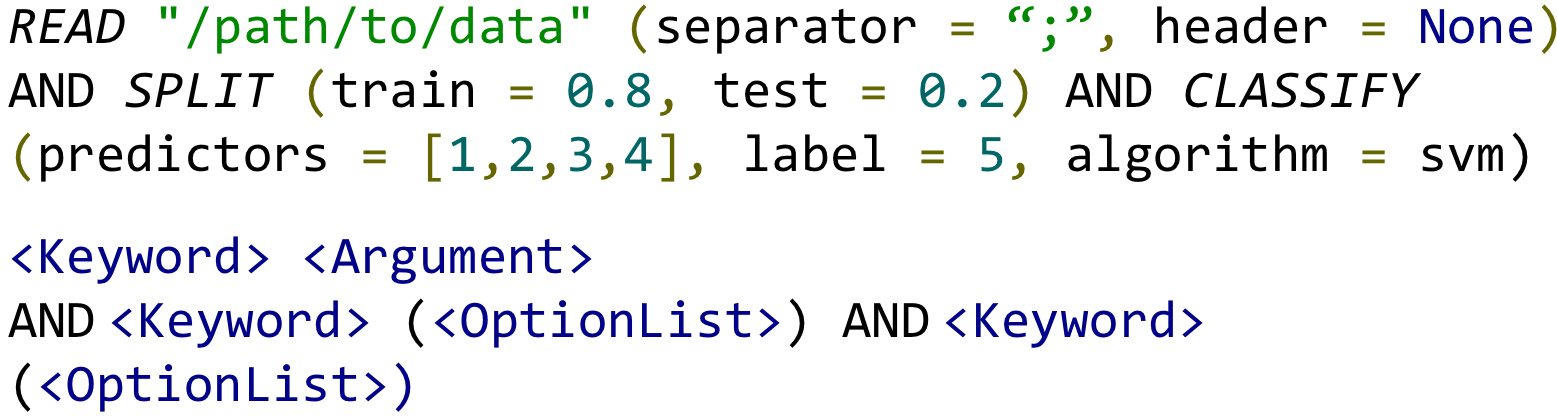 READ "/path/to/data" (separator = “;”, header = None)
AND SPLIT (train = 0.8, test = 0.2) AND CLASSIFY
(predictors = [1,2,3,4], label = 5, algorithm = svm)
<Keyword> <Argument>
AND <Keyword> (<OptionList>) AND <Keyword>
(<OptionList>)